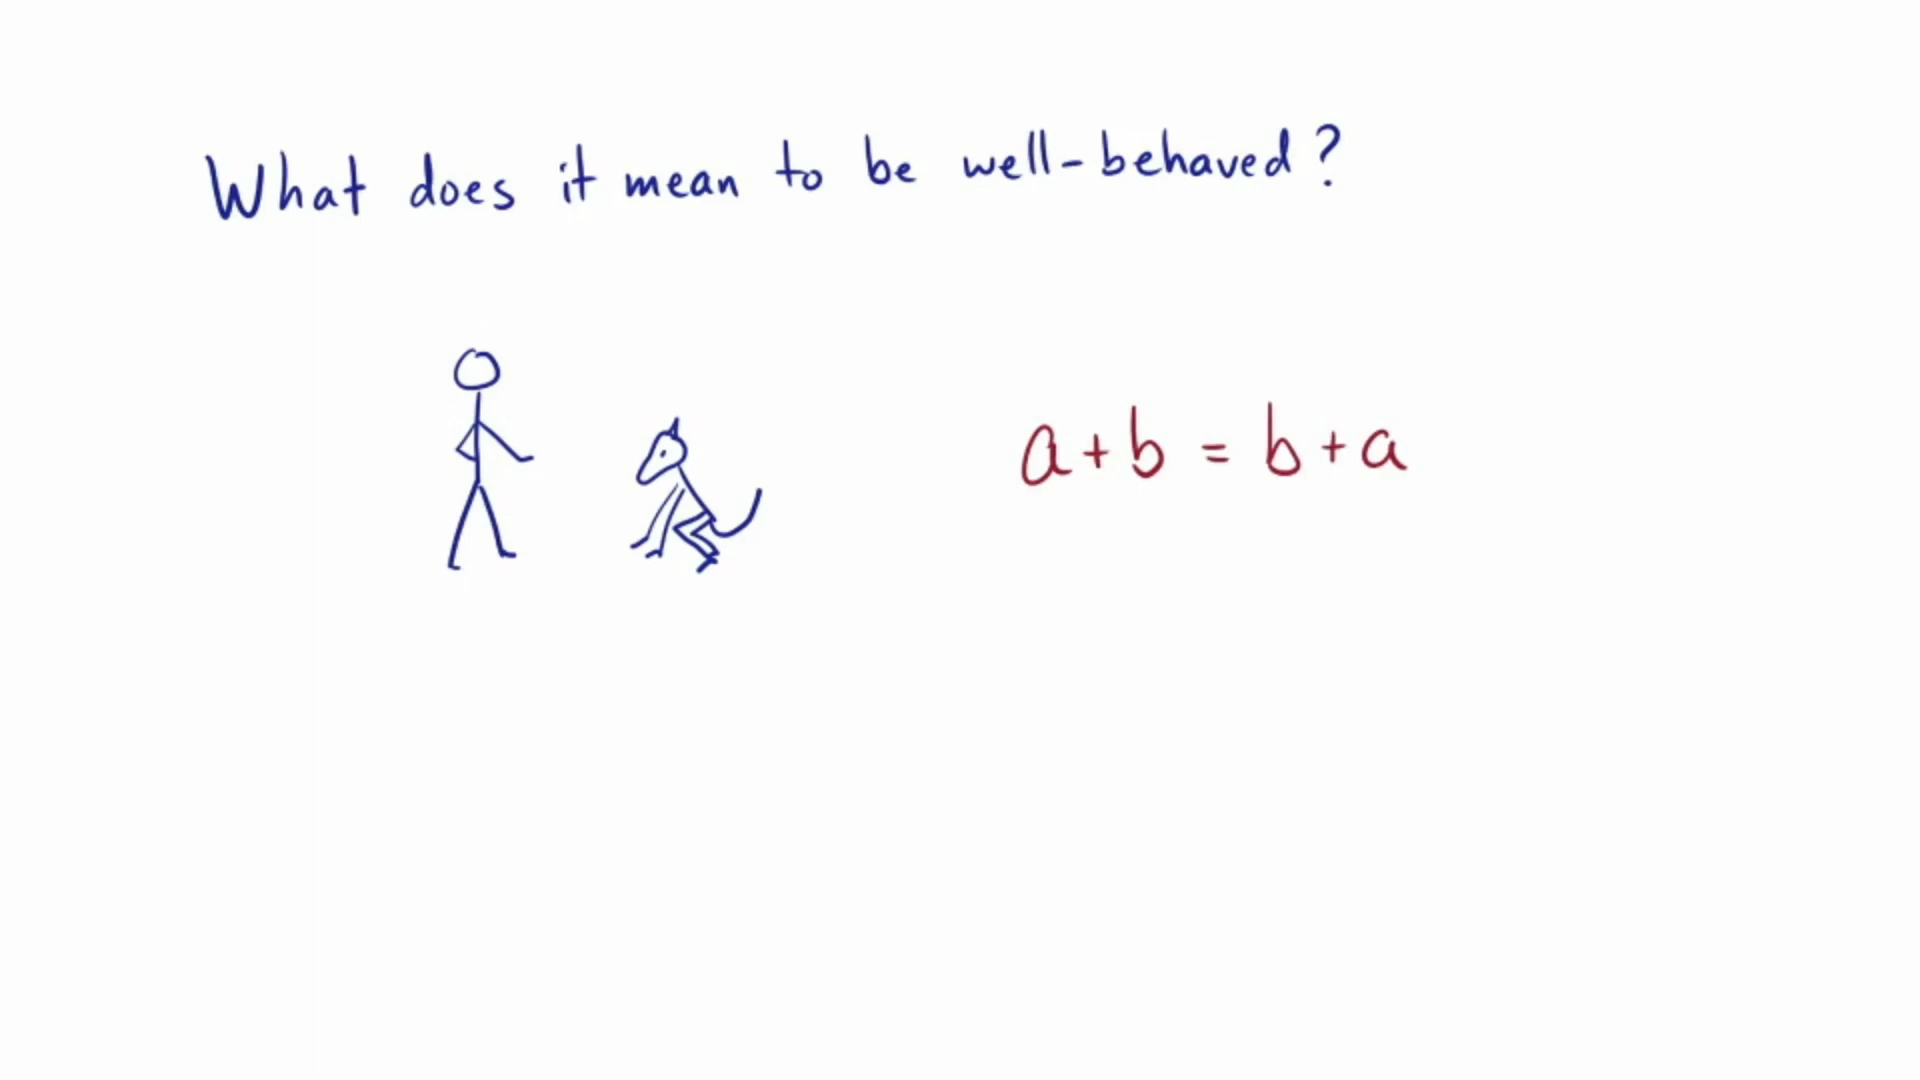 What does it mean to be well-behaved?
a + b = b + a